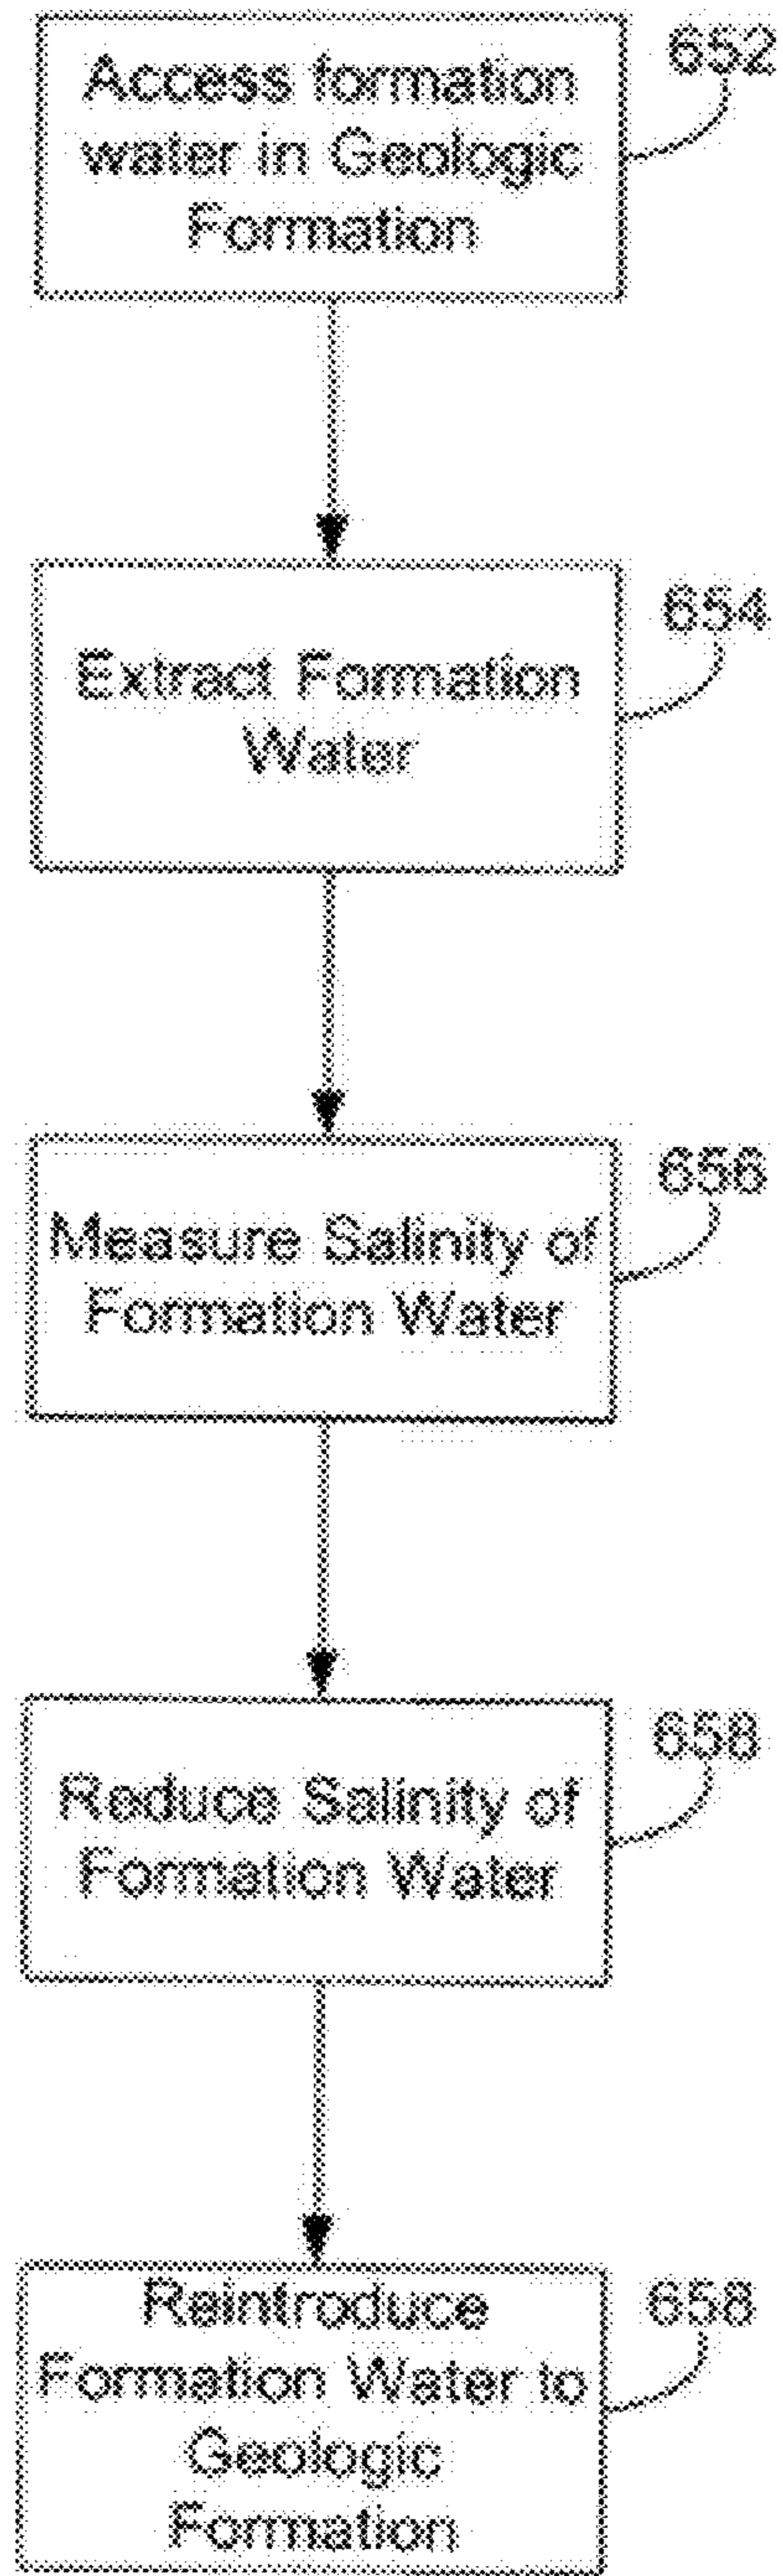 Access formation
water in Geologic
Formation
652
Extract Formation
Water
654
Measure Salinity of
Formation Water
656
Reduce Salinity of
Formation Water
658
Reintroduce
Formation Water to
Geologic
Formation
658